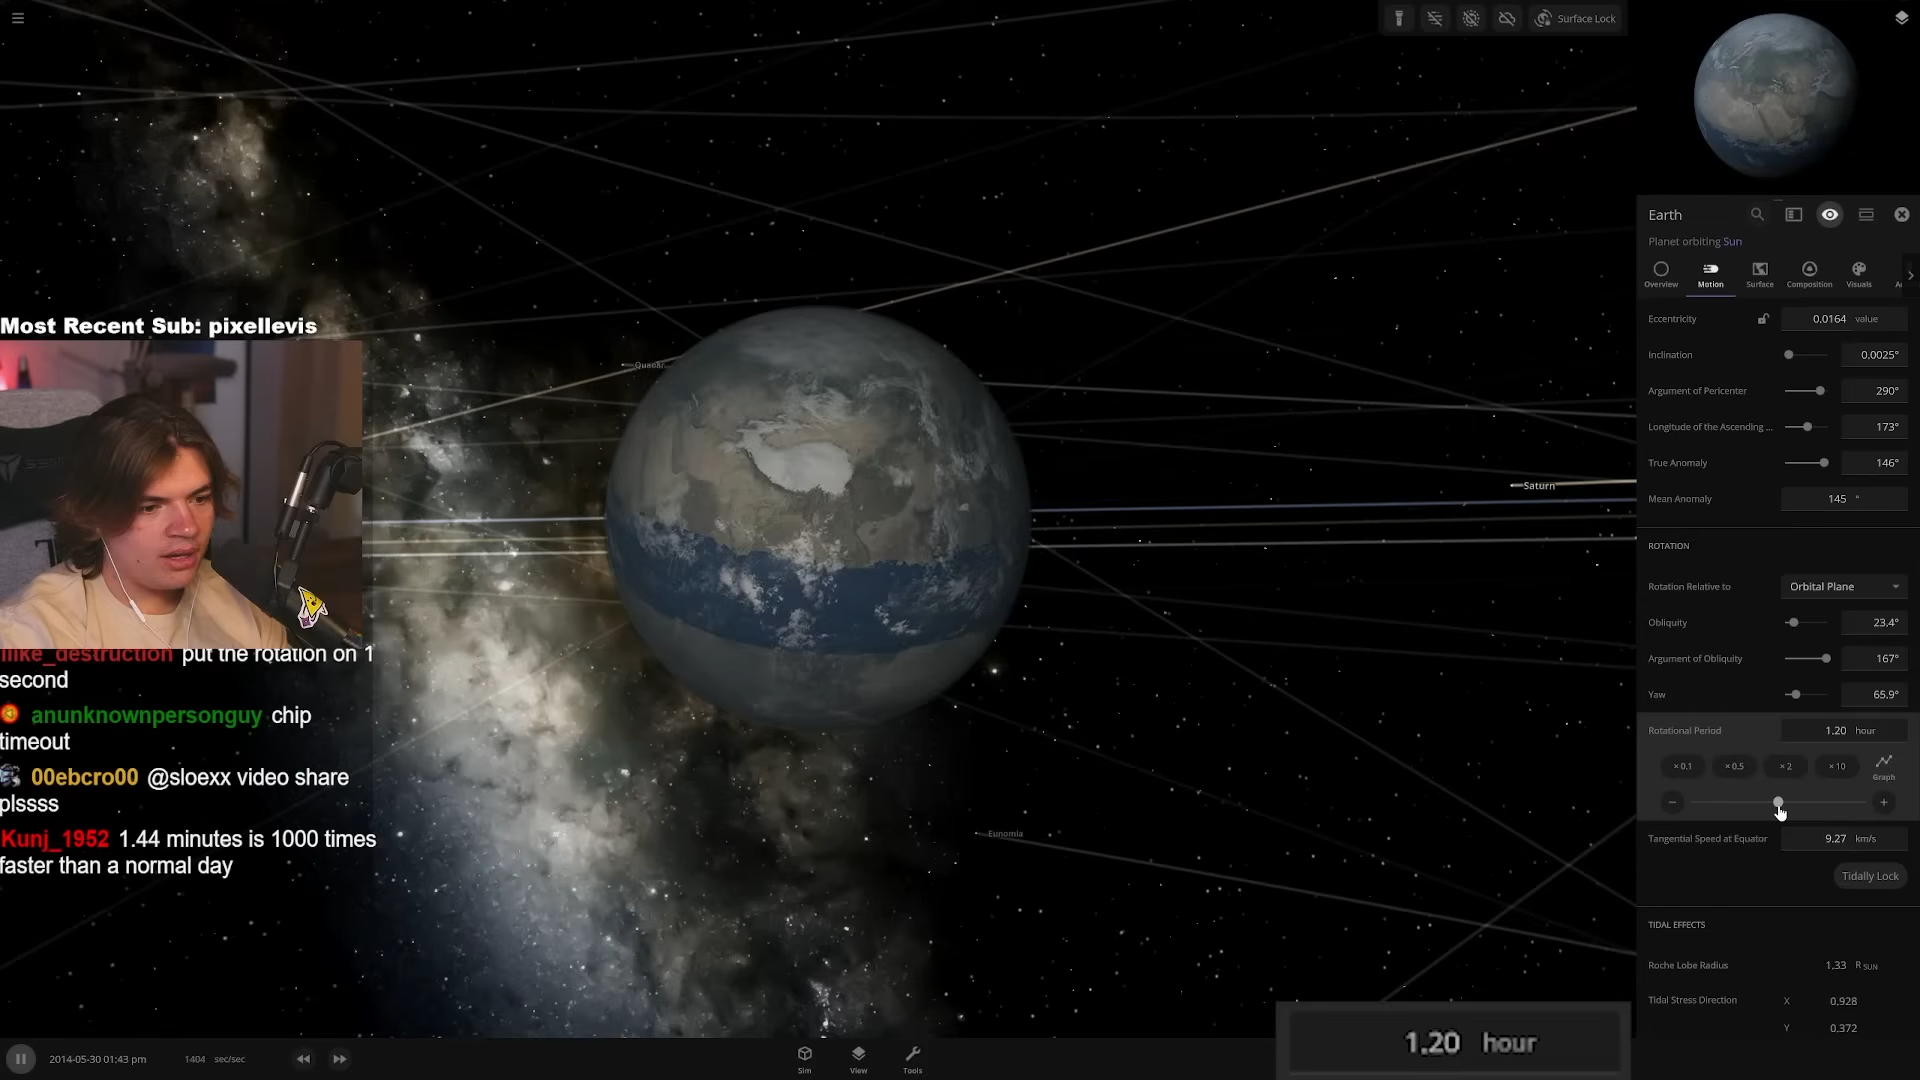 Surface Lock
Earth
Planet orbiting Sun
Overview
Motion
Surface
Composition
Visuals
Eccentricity 0.0164 value
Inclination 0.0025°
Argument of Pericenter 290°
Longitude of the Ascending ... 173°
True Anomaly 146°
Mean Anomaly 145 °
ROTATION
Rotation Relative to Orbital Plane
Obliquity 23.4°
Argument of Obliquity 167°
Yaw 65.9°
Rotational Period 1.20 hour
×0.1 ×0.5 ×2 ×10 Graph
Tangential Speed at Equator 9.27 km/s
Tidally Lock
TIDAL EFFECTS
Roche Lobe Radius 1.33 R SUN
Tidal Stress Direction X 0.928
Y 0.372
Saturn
Eunomia
Most Recent Sub: pixellevis
put the rotation on 1
second
anunknownpersonguy chip
timeout
00ebcro00 @sloexx video share
plssss
Kunj_1952 1.44 minutes is 1000 times
faster than a normal day
1.20 hour
2014-05-30 01:43 pm
1404 sec/sec
Sim
View
Tools